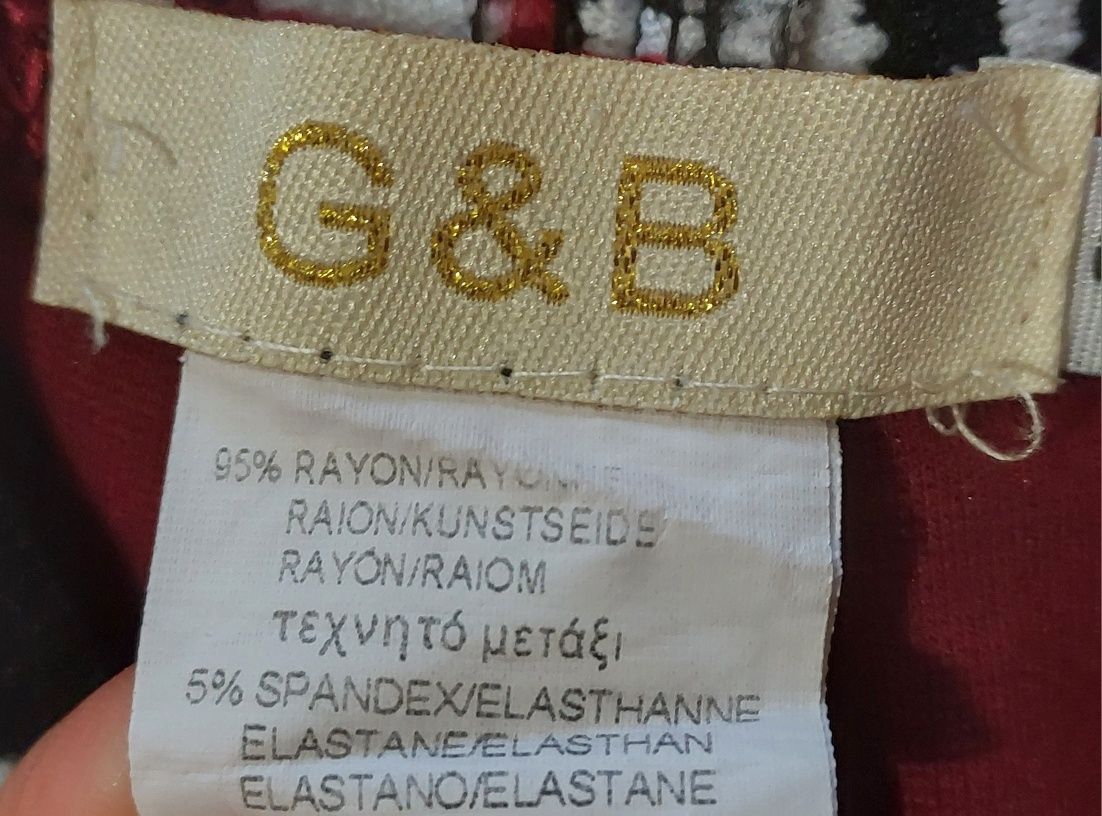 G&B
95% RAYON/RAYONNE
RAION/KUNSTSEIDE
RAYÓN/RAIOM
τεχνητό μετάξι
5% SPANDEX/ELASTHANNE
ELASTANE/ELASTHAN
ELASTANO/ELASTANE